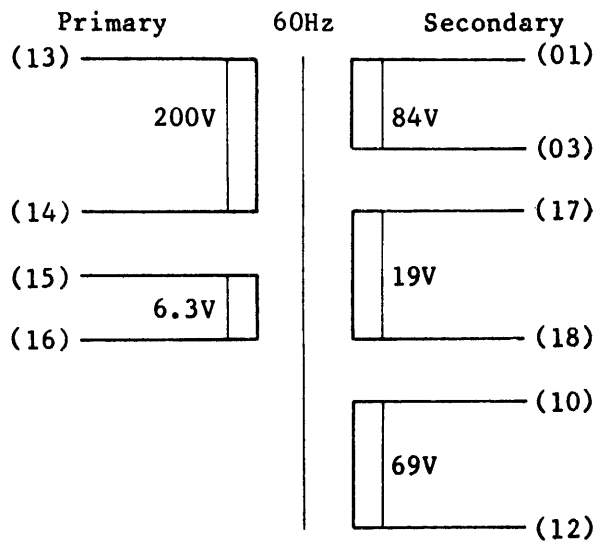 Primary 60Hz Secondary
(13) (01)
200V 84V
(03)
(14) (17)
(15) 19V
6.3V
(16) (18)
(10)
69V
(12)